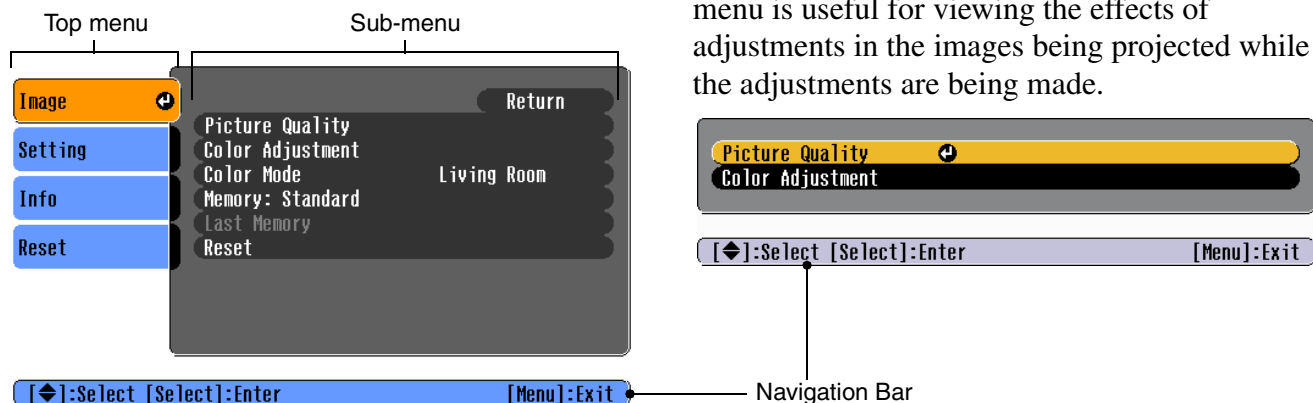 Top menu
Sub-menu
Image
Setting
Info
Reset
Return
Picture Quality
Color Adjustment
Color Mode Living Room
Memory: Standard
Last Memory
Reset
[◆]:Select [Select]:Enter [Menu]:Exit
menu is useful for viewing the effects of
adjustments in the images being projected while
the adjustments are being made.
Picture Quality
Color Adjustment
[◆]:Select [Select]:Enter [Menu]:Exit
Navigation Bar